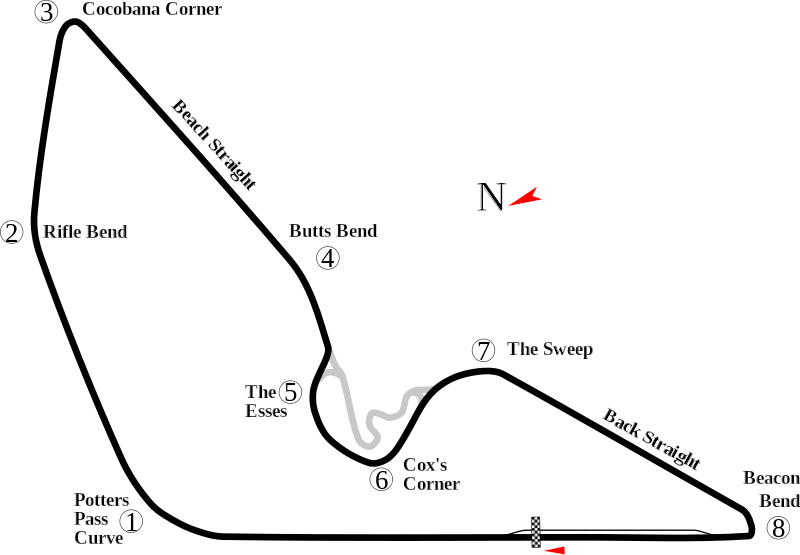 ③ Cocobana Corner
Beach Straight
N
② Rifle Bend
Butts Bend
④
⑦ The Sweep
The ⑤
Esses
Back Straight
Cox's
⑥ Corner
Beacon
Bend
⑧
Potters
Pass ①
Curve